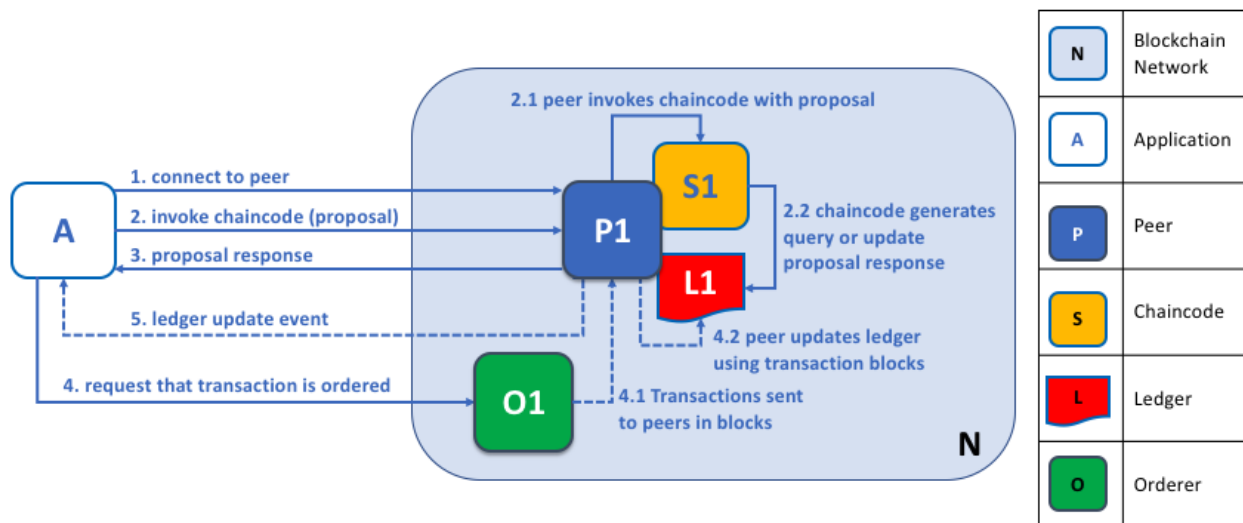 2.1 peer invokes chaincode with proposal
1. connect to peer
A
2. invoke chaincode (proposal)
3. proposal response
P1
S1
2.2 chaincode generates
query or update
proposal response
L1
5. ledger update event
4.2 peer updates ledger
using transaction blocks
4. request that transaction is ordered
O1
4.1 Transactions sent
to peers in blocks
N
N
Blockchain
Network
A
Application
P
Peer
S
Chaincode
L
Ledger
O
Orderer